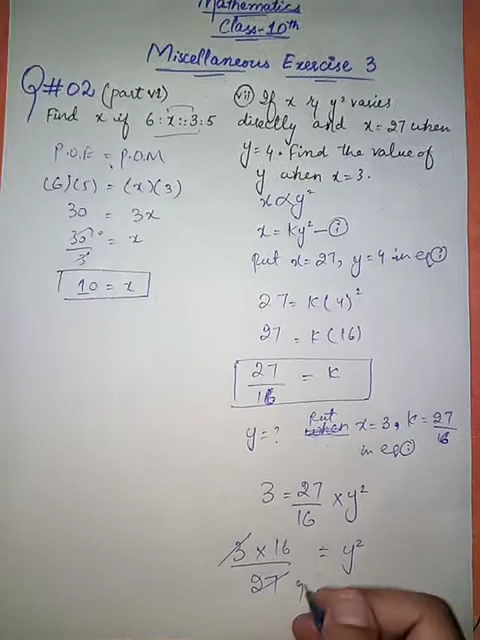 Mathematics
Class-10th
Miscellaneous Exercise 3
Q#02 (part vi)
Find x if 6:x::3:5
P.O.E = P.O.M
(6)(5) = (x)(3)
30 = 3x
30/3 10 = x
10 = x
(vii) If x & y² varies
directly and x=27 when
y=4. Find the value of
y when x=3.
x∝y²
x = Ky² — (i)
Put x=27, y=4 in eq(i)
27 = K(4)²
27 = K(16)
27/16 = K
y=? Put x=3, K=27/16
in eq(i)
3 = 27/16 × y²
3×16/27 = y²
9